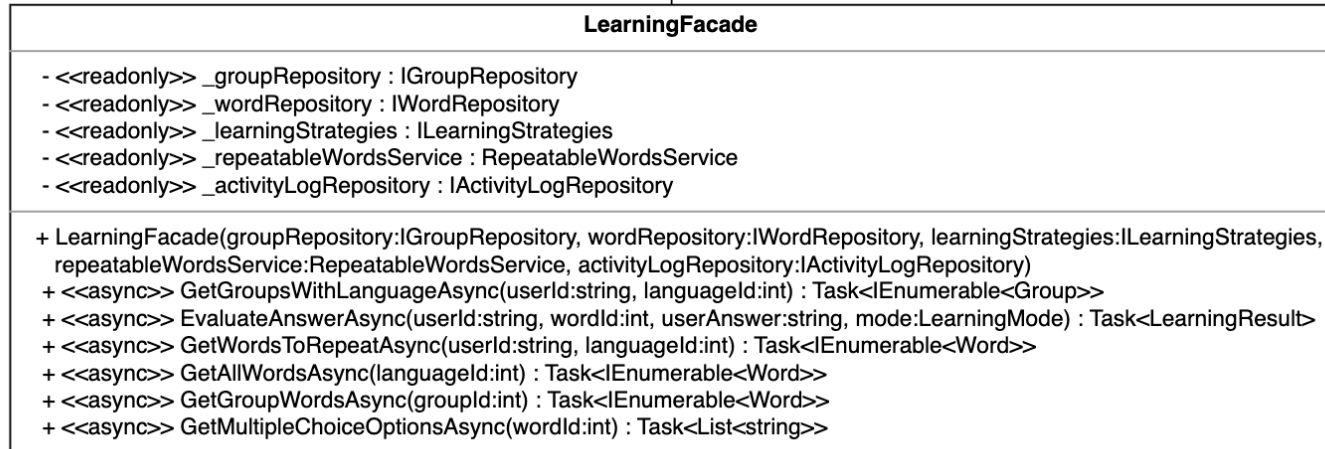 LearningFacade
- <<readonly>> _groupRepository : IGroupRepository
- <<readonly>> _wordRepository : IWordRepository
- <<readonly>> _learningStrategies : ILearningStrategies
- <<readonly>> _repeatableWordsService : RepeatableWordsService
- <<readonly>> _activityLogRepository : IActivityLogRepository
+ LearningFacade(groupRepository:IGroupRepository, wordRepository:IWordRepository, learningStrategies:ILearningStrategies,
repeatableWordsService:RepeatableWordsService, activityLogRepository:IActivityLogRepository)
+ <<async>> GetGroupsWithLanguageAsync(userId:string, languageId:int) : Task<IEnumerable<Group>>
+ <<async>> EvaluateAnswerAsync(userId:string, wordId:int, userAnswer:string, mode:LearningMode) : Task<LearningResult>
+ <<async>> GetWordsToRepeatAsync(userId:string, languageId:int) : Task<IEnumerable<Word>>
+ <<async>> GetAllWordsAsync(languageId:int) : Task<IEnumerable<Word>>
+ <<async>> GetGroupWordsAsync(groupId:int) : Task<IEnumerable<Word>>
+ <<async>> GetMultipleChoiceOptionsAsync(wordId:int) : Task<List<string>>